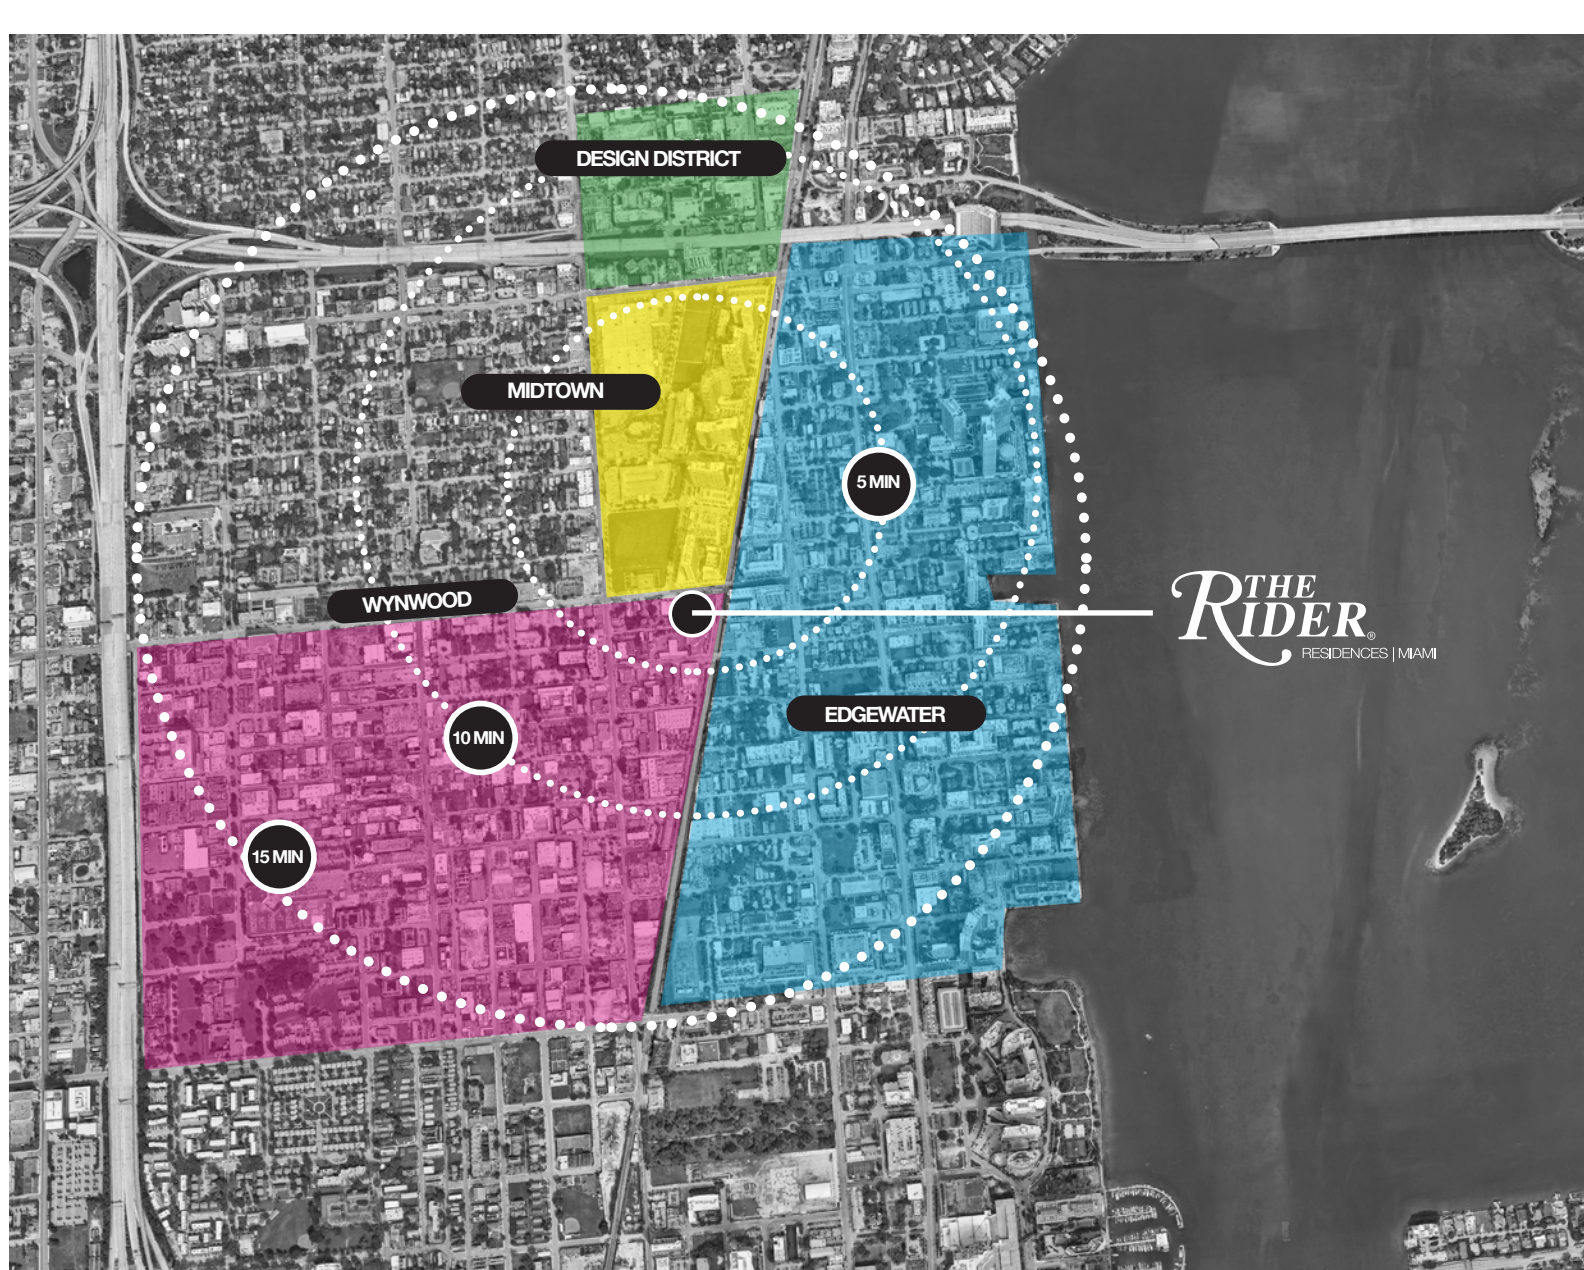 DESIGN DISTRICT
MIDTOWN
5 MIN
WYNWOOD
THE
RIDER®
RESIDENCES | MIAMI
EDGEWATER
10 MIN
15 MIN